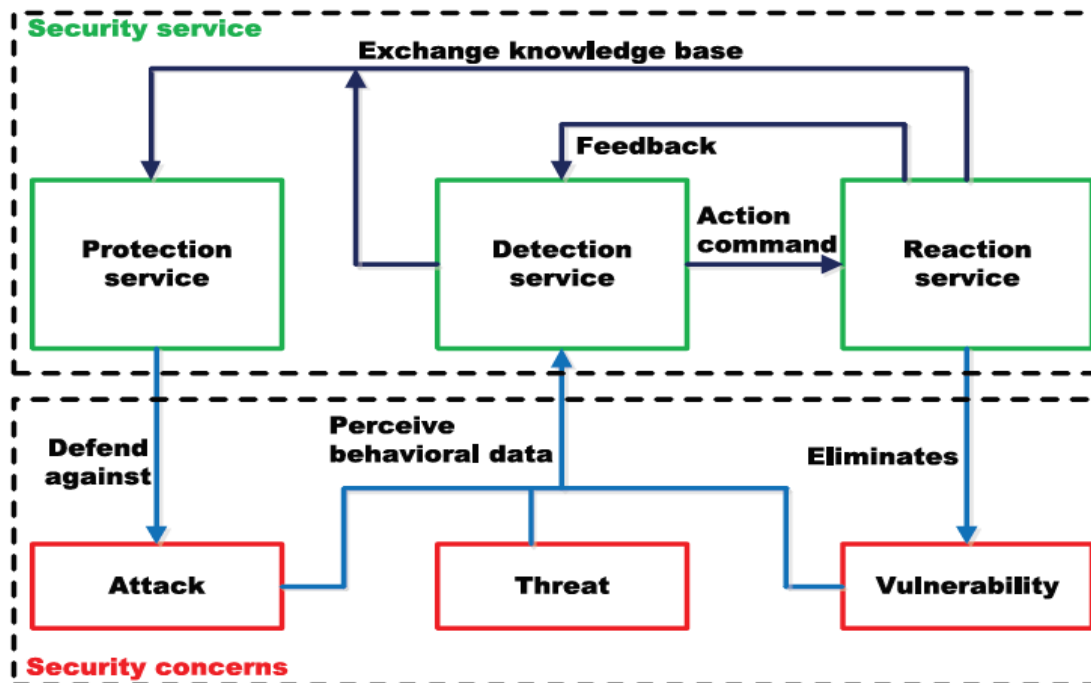 Security service
Exchange knowledge base
Feedback
Protection
service
Detection
service
Action
command
Reaction
service
Defend
against
Perceive
behavioral data
Eliminates
Attack
Threat
Vulnerability
Security concerns